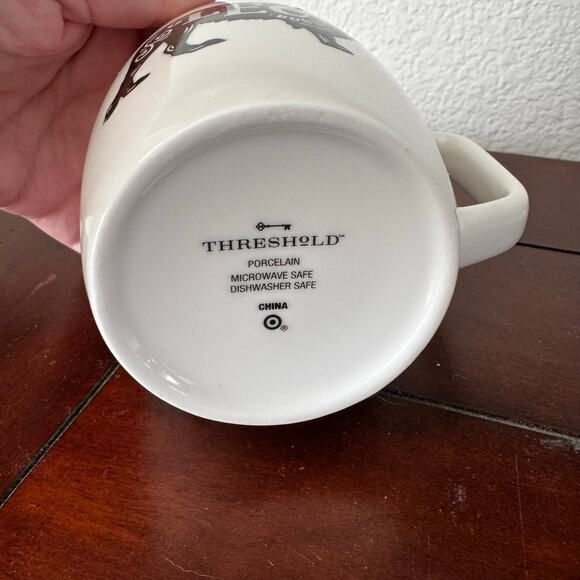 THRESHOLD™
PORCELAIN
MICROWAVE SAFE
DISHWASHER SAFE
CHINA
®